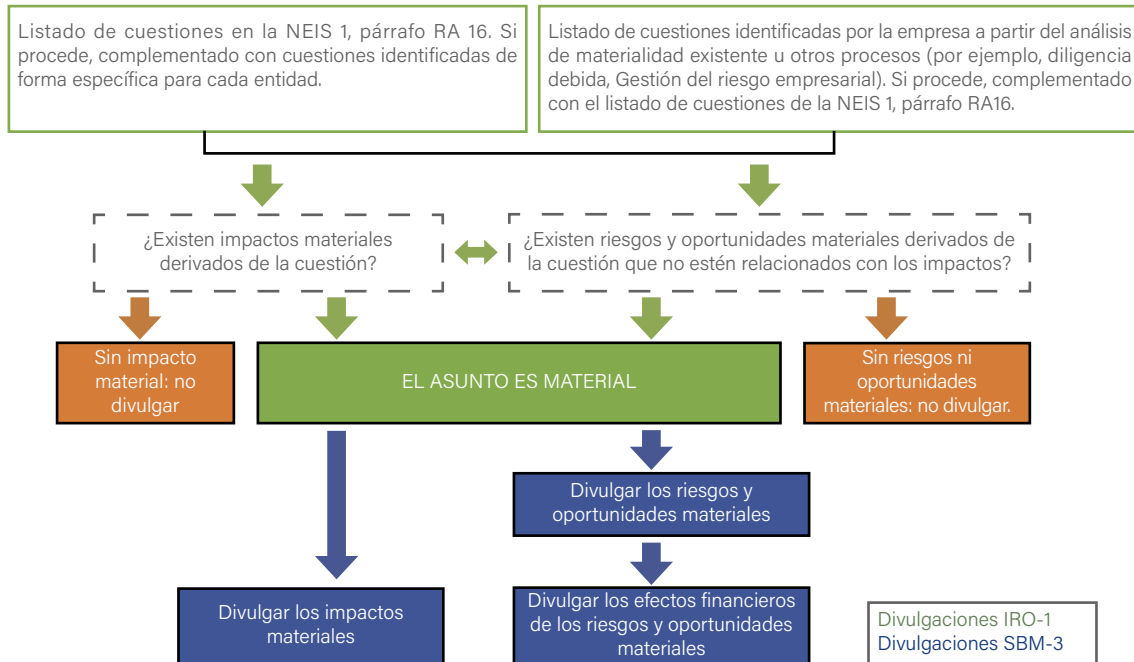 Listado de cuestiones en la NEIS 1, párrafo RA 16. Si
procede, complementado con cuestiones identificadas de
forma específica para cada entidad.
Listado de cuestiones identificadas por la empresa a partir del análisis
de materialidad existente u otros procesos (por ejemplo, diligencia
debida, Gestión del riesgo empresarial). Si procede, complementado
con el listado de cuestiones de la NEIS 1, párrafo RA16.
¿Existen impactos materiales
derivados de la cuestión?
¿Existen riesgos y oportunidades materiales derivados de
la cuestión que no estén relacionados con los impactos?
Sin impacto
material: no
divulgar
EL ASUNTO ES MATERIAL
Sin riesgos ni
oportunidades
materiales: no divulgar.
Divulgar los riesgos y
oportunidades materiales
Divulgar los impactos
materiales
Divulgar los efectos financieros
de los riesgos y oportunidades
materiales
Divulgaciones IRO-1
Divulgaciones SBM-3